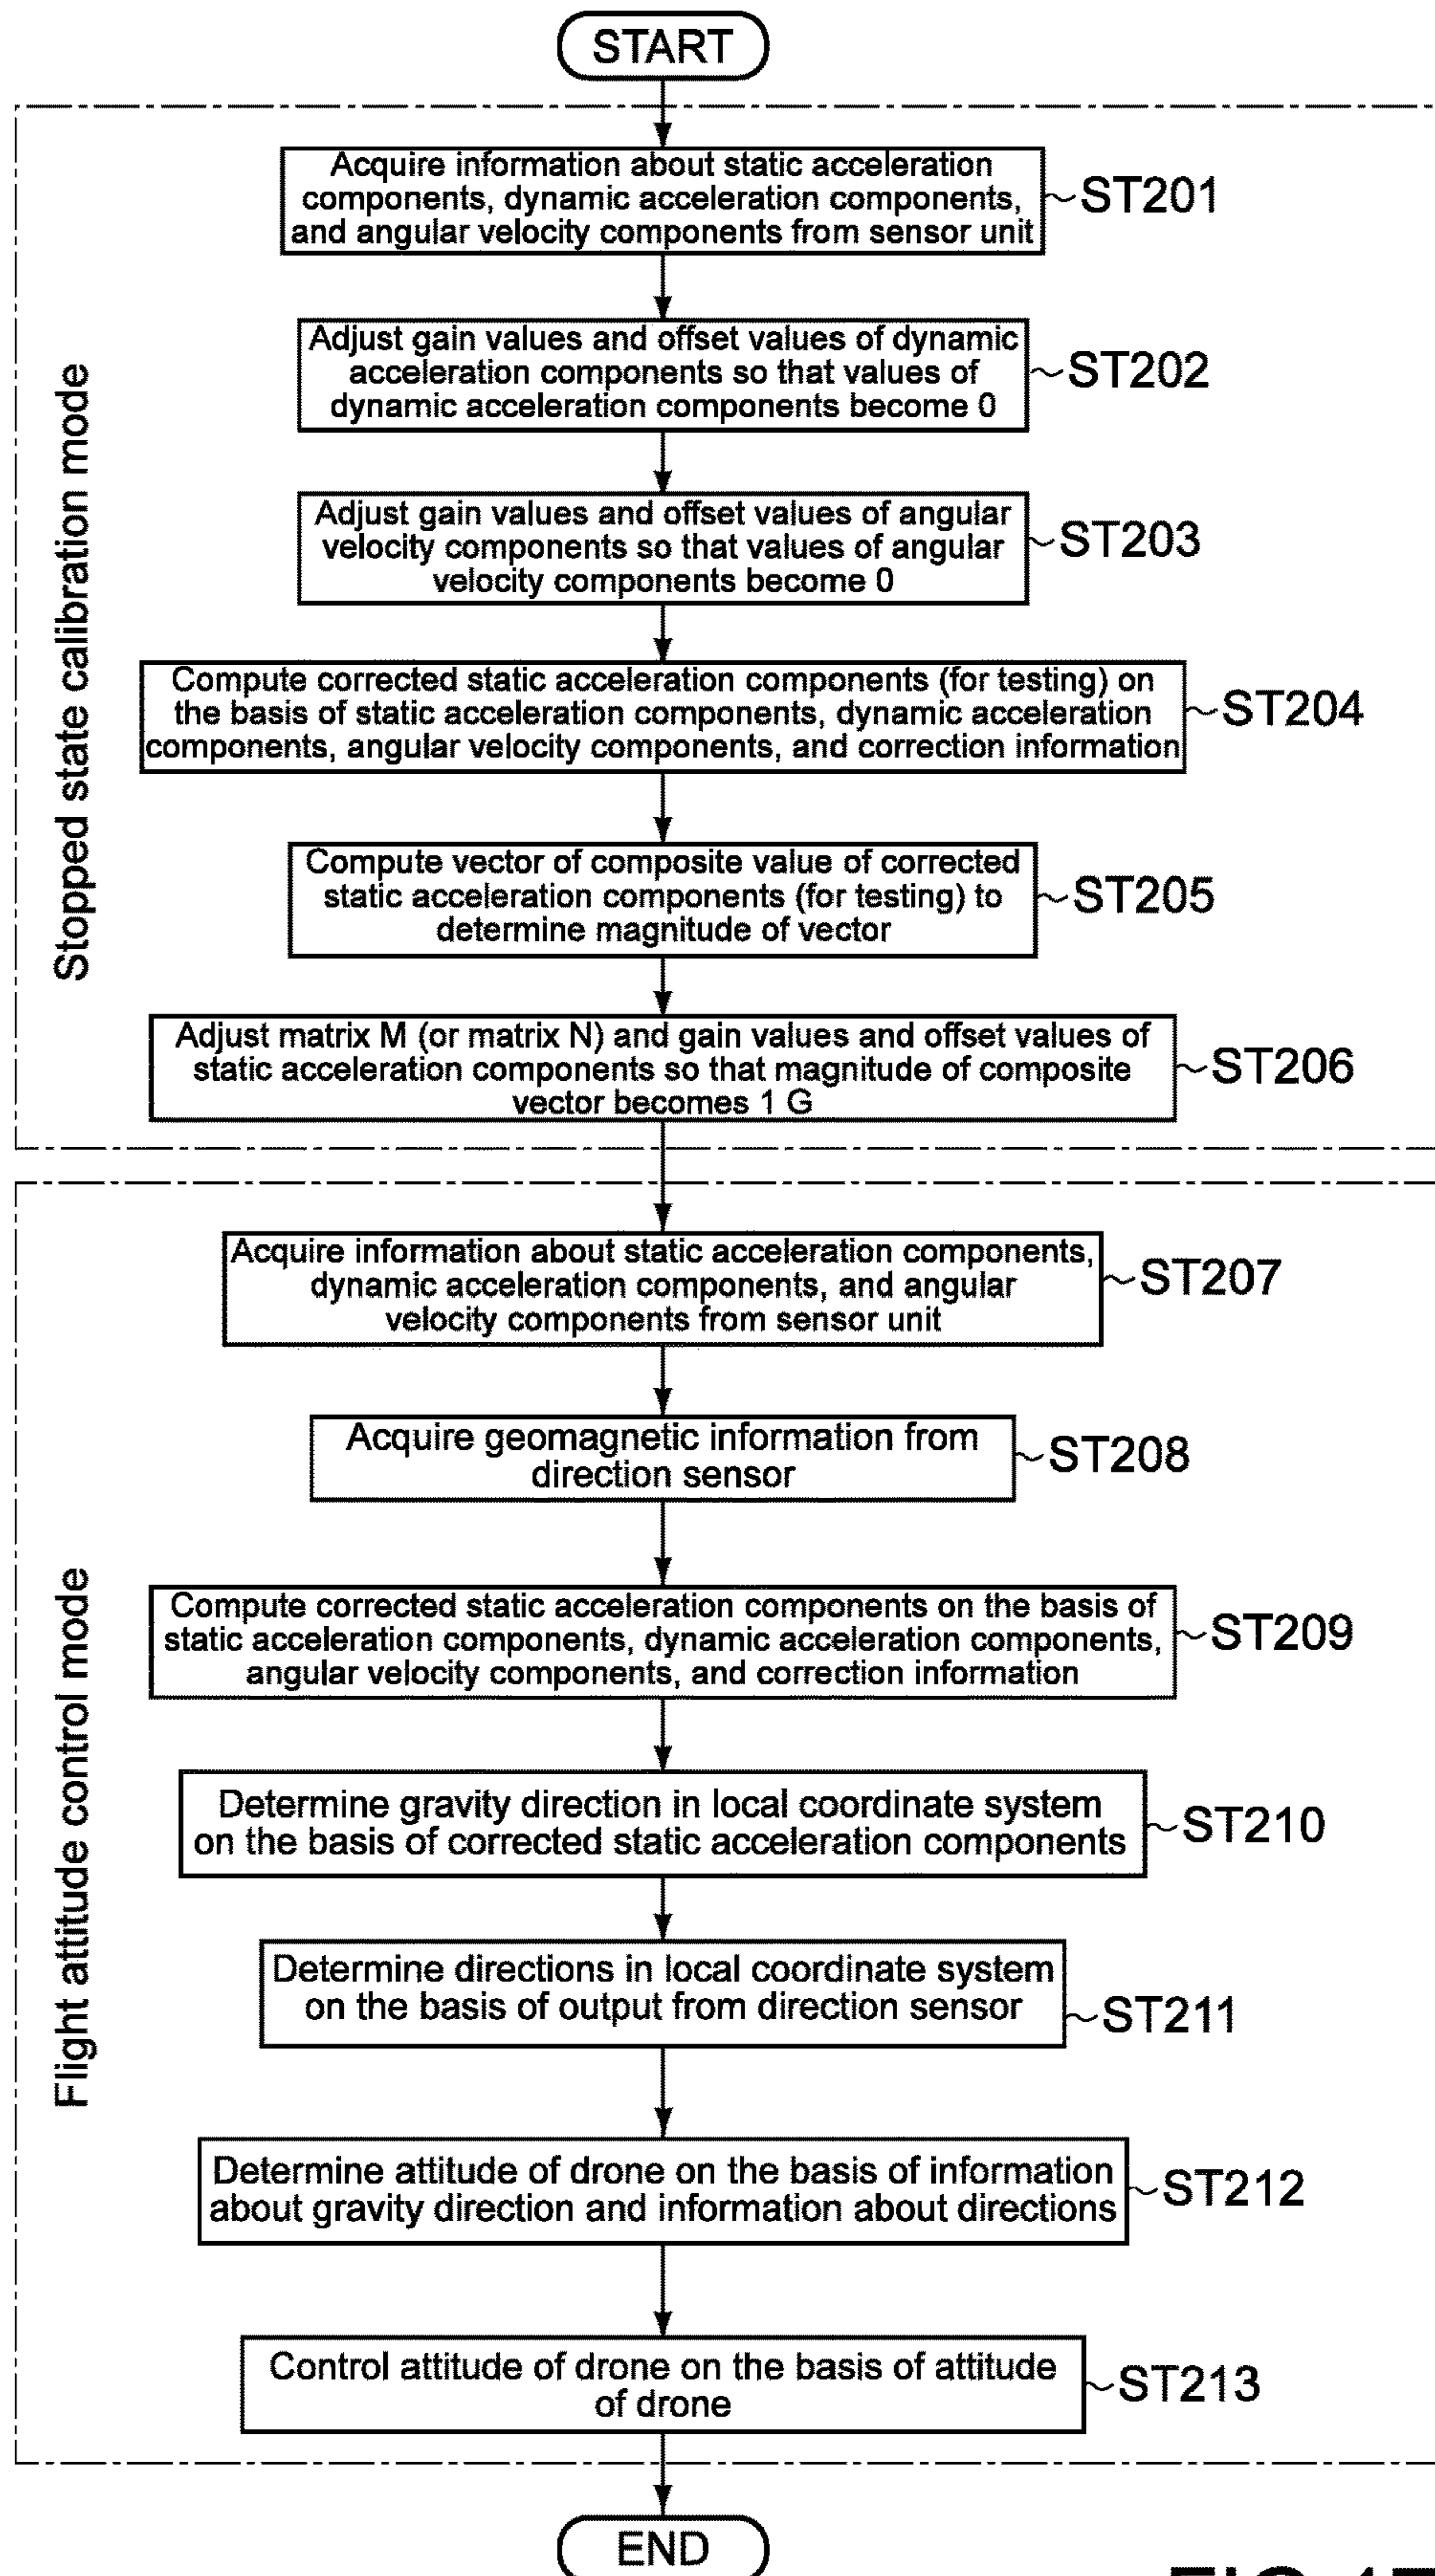 START
Stopped state calibration mode
Acquire information about static acceleration
components, dynamic acceleration components,
and angular velocity components from sensor unit
ST201
Adjust gain values and offset values of dynamic
acceleration components so that values of
dynamic acceleration components become 0
ST202
Adjust gain values and offset values of angular
velocity components so that values of angular
velocity components become 0
ST203
Compute corrected static acceleration components (for testing) on
the basis of static acceleration components, dynamic acceleration
components, angular velocity components, and correction information
ST204
Compute vector of composite value of corrected
static acceleration components (for testing) to
determine magnitude of vector
ST205
Adjust matrix M (or matrix N) and gain values and offset values of
static acceleration components so that magnitude of composite
vector becomes 1 G
ST206
Flight attitude control mode
Acquire information about static acceleration components,
dynamic acceleration components, and angular
velocity components from sensor unit
ST207
Acquire geomagnetic information from
direction sensor
ST208
Compute corrected static acceleration components on the basis of
static acceleration components, dynamic acceleration components,
angular velocity components, and correction information
ST209
Determine gravity direction in local coordinate system
on the basis of corrected static acceleration components
ST210
Determine directions in local coordinate system
on the basis of output from direction sensor
ST211
Determine attitude of drone on the basis of information
about gravity direction and information about directions
ST212
Control attitude of drone on the basis of attitude
of drone
ST213
END